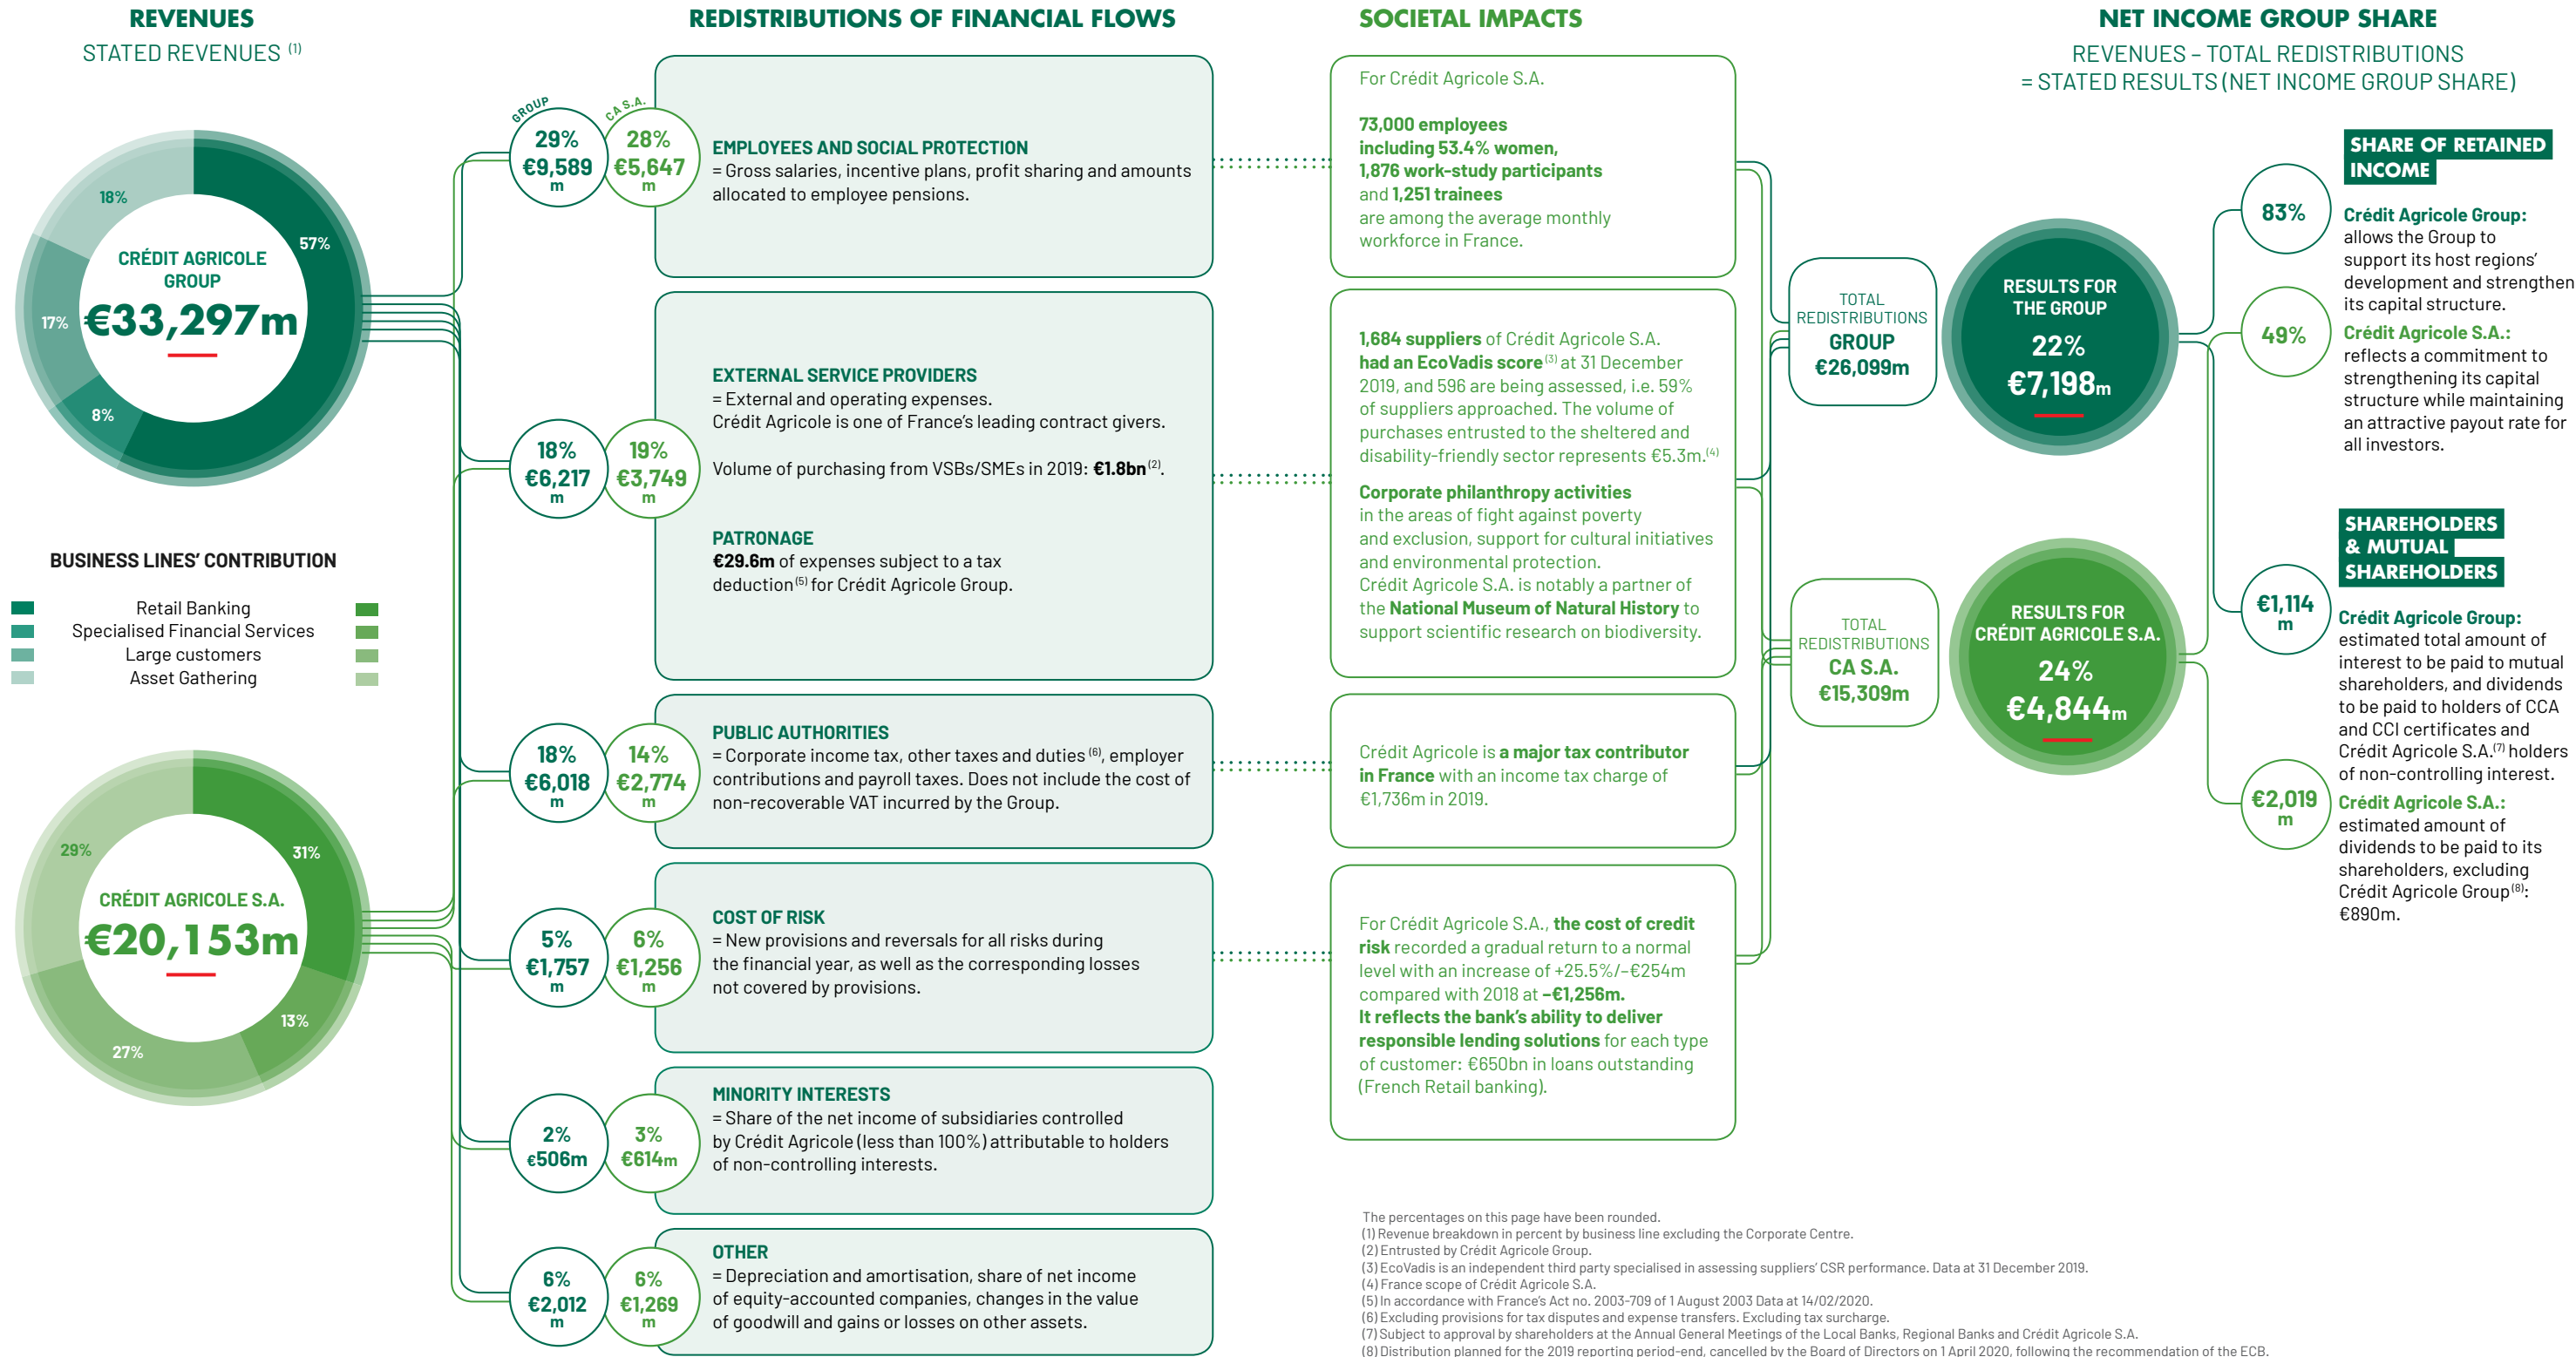 REVENUES
STATED REVENUES (1)
CRÉDIT AGRICOLE
GROUP
€33,297m
57%
8%
17%
18%
BUSINESS LINES’ CONTRIBUTION
Retail Banking
Specialised Financial Services
Large customers
Asset Gathering
CRÉDIT AGRICOLE S.A.
€20,153m
31%
13%
27%
29%
REDISTRIBUTIONS OF FINANCIAL FLOWS
GROUP
CA S.A.
29%
€9,589
m
28%
€5,647
m
EMPLOYEES AND SOCIAL PROTECTION
= Gross salaries, incentive plans, profit sharing and amounts
allocated to employee pensions.
18%
€6,217
m
19%
€3,749
m
EXTERNAL SERVICE PROVIDERS
= External and operating expenses.
Crédit Agricole is one of France’s leading contract givers.
Volume of purchasing from VSBs/SMEs in 2019: €1.8bn (2).
PATRONAGE
€29.6m of expenses subject to a tax
deduction (5) for Crédit Agricole Group.
18%
€6,018
m
14%
€2,774
m
PUBLIC AUTHORITIES
= Corporate income tax, other taxes and duties (6), employer
contributions and payroll taxes. Does not include the cost of
non-recoverable VAT incurred by the Group.
5%
€1,757
m
6%
€1,256
m
COST OF RISK
= New provisions and reversals for all risks during
the financial year, as well as the corresponding losses
not covered by provisions.
2%
€506m
3%
€614m
MINORITY INTERESTS
= Share of the net income of subsidiaries controlled
by Crédit Agricole (less than 100%) attributable to holders
of non-controlling interests.
6%
€2,012
m
6%
€1,269
m
OTHER
= Depreciation and amortisation, share of net income
of equity-accounted companies, changes in the value
of goodwill and gains or losses on other assets.
SOCIETAL IMPACTS
For Crédit Agricole S.A.
73,000 employees
including 53.4% women,
1,876 work-study participants
and 1,251 trainees
are among the average monthly
workforce in France.
1,684 suppliers of Crédit Agricole S.A.
had an EcoVadis score (3) at 31 December
2019, and 596 are being assessed, i.e. 59%
of suppliers approached. The volume of
purchases entrusted to the sheltered and
disability-friendly sector represents €5.3m.(4)
Corporate philanthropy activities
in the areas of fight against poverty
and exclusion, support for cultural initiatives
and environmental protection.
Crédit Agricole S.A. is notably a partner of
the National Museum of Natural History to
support scientific research on biodiversity.
Crédit Agricole is a major tax contributor
in France with an income tax charge of
€1,736m in 2019.
For Crédit Agricole S.A., the cost of credit
risk recorded a gradual return to a normal
level with an increase of +25.5%/–€254m
compared with 2018 at –€1,256m.
It reflects the bank’s ability to deliver
responsible lending solutions for each type
of customer: €650bn in loans outstanding
(French Retail banking).
TOTAL
REDISTRIBUTIONS
GROUP
€26,099m
TOTAL
REDISTRIBUTIONS
CA S.A.
€15,309m
NET INCOME GROUP SHARE
REVENUES – TOTAL REDISTRIBUTIONS
= STATED RESULTS (NET INCOME GROUP SHARE)
RESULTS FOR
THE GROUP
22%
€7,198m
RESULTS FOR
CRÉDIT AGRICOLE S.A.
24%
€4,844m
SHARE OF RETAINED
INCOME
83%
Crédit Agricole Group:
allows the Group to
support its host regions’
development and strengthen
its capital structure.
49%
Crédit Agricole S.A.:
reflects a commitment to
strengthening its capital
structure while maintaining
an attractive payout rate for
all investors.
SHAREHOLDERS
& MUTUAL
SHAREHOLDERS
€1,114
m
Crédit Agricole Group:
estimated total amount of
interest to be paid to mutual
shareholders, and dividends
to be paid to holders of CCA
and CCI certificates and
Crédit Agricole S.A.(7) holders
of non-controlling interest.
€2,019
m
Crédit Agricole S.A.:
estimated amount of
dividends to be paid to its
shareholders, excluding
Crédit Agricole Group (8):
€890m.
The percentages on this page have been rounded.
(1) Revenue breakdown in percent by business line excluding the Corporate Centre.
(2) Entrusted by Crédit Agricole Group.
(3) EcoVadis is an independent third party specialised in assessing suppliers’ CSR performance. Data at 31 December 2019.
(4) France scope of Crédit Agricole S.A.
(5) In accordance with France’s Act no. 2003-709 of 1 August 2003 Data at 14/02/2020.
(6) Excluding provisions for tax disputes and expense transfers. Excluding tax surcharge.
(7) Subject to approval by shareholders at the Annual General Meetings of the Local Banks, Regional Banks and Crédit Agricole S.A.
(8) Distribution planned for the 2019 reporting period-end, cancelled by the Board of Directors on 1 April 2020, following the recommendation of the ECB.